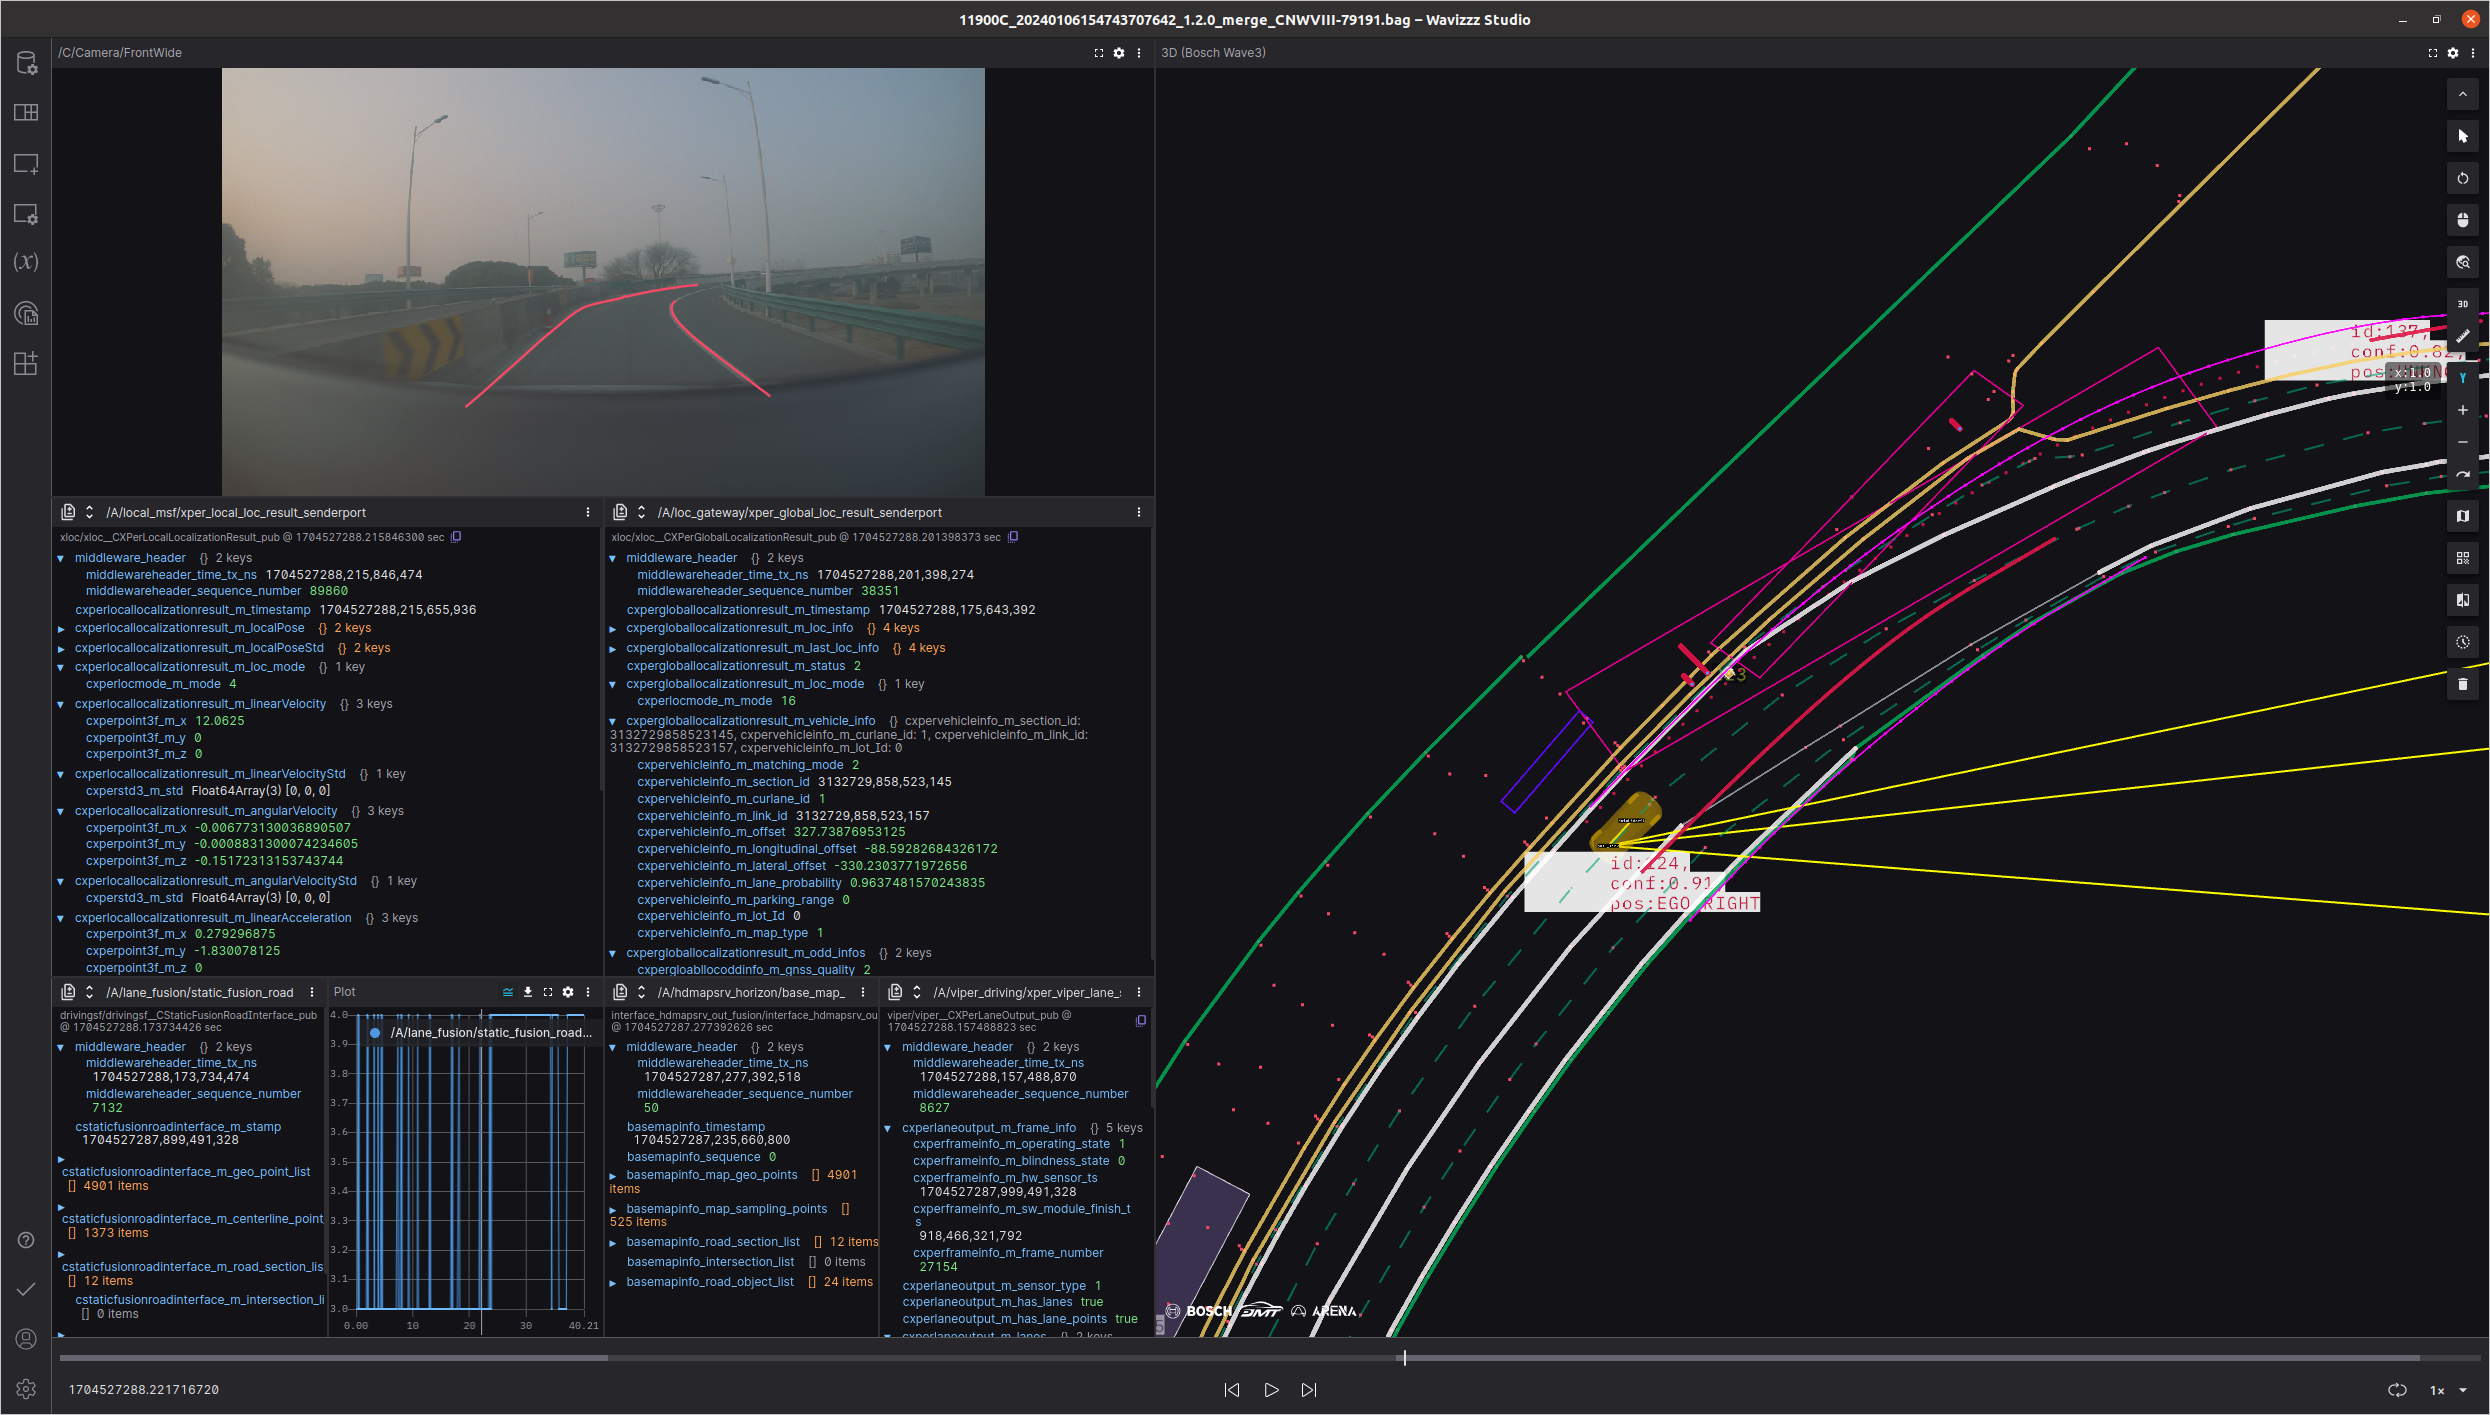 11900C_20240106154743707642_1.2.0_merge_CNWVIII-79191.bag – Wavizzz Studio
/C/Camera/FrontWide
3D (Bosch Wave3)
/A/local_msf/xper_local_loc_result_senderport
xloc/xloc__CXPerLocalLocalizationResult_pub @ 1704527288.215846300 sec
middleware_header {} 2 keys
middlewareheader_time_tx_ns 1704527288,215,846,474
middlewareheader_sequence_number 89860
cxperlocallocalizationresult_m_timestamp 1704527288,215,655,936
cxperlocallocalizationresult_m_localPose {} 2 keys
cxperlocallocalizationresult_m_localPoseStd {} 2 keys
cxperlocallocalizationresult_m_loc_mode {} 1 key
cxperlocmode_m_mode 4
cxperlocallocalizationresult_m_linearVelocity {} 3 keys
cxperpoint3f_m_x 12.0625
cxperpoint3f_m_y 0
cxperpoint3f_m_z 0
cxperlocallocalizationresult_m_linearVelocityStd {} 1 key
cxperstd3_m_std Float64Array(3) [0, 0, 0]
cxperlocallocalizationresult_m_angularVelocity {} 3 keys
cxperpoint3f_m_x -0.006773130036890507
cxperpoint3f_m_y -0.0008831300074234605
cxperpoint3f_m_z -0.15172313153743744
cxperlocallocalizationresult_m_angularVelocityStd {} 1 key
cxperstd3_m_std Float64Array(3) [0, 0, 0]
cxperlocallocalizationresult_m_linearAcceleration {} 3 keys
cxperpoint3f_m_x 0.279296875
cxperpoint3f_m_y -1.830078125
cxperpoint3f_m_z 0
/A/loc_gateway/xper_global_loc_result_senderport
xloc/xloc__CXPerGlobalLocalizationResult_pub @ 1704527288.201398373 sec
middleware_header {} 2 keys
middlewareheader_time_tx_ns 1704527288,201,398,274
middlewareheader_sequence_number 38351
cxpergloballocalizationresult_m_timestamp 1704527288,175,643,392
cxpergloballocalizationresult_m_loc_info {} 4 keys
cxpergloballocalizationresult_m_last_loc_info {} 4 keys
cxpergloballocalizationresult_m_status 2
cxpergloballocalizationresult_m_loc_mode {} 1 key
cxperlocmode_m_mode 16
cxpergloballocalizationresult_m_vehicle_info {} cxpervehicleinfo_m_section_id:
3132729858523145, cxpervehicleinfo_m_curlane_id: 1, cxpervehicleinfo_m_link_id:
3132729858523157, cxpervehicleinfo_m_lot_Id: 0
cxpervehicleinfo_m_matching_mode 2
cxpervehicleinfo_m_section_id 3132729,858,523,145
cxpervehicleinfo_m_curlane_id 1
cxpervehicleinfo_m_link_id 3132729,858,523,157
cxpervehicleinfo_m_offset 327.73876953125
cxpervehicleinfo_m_longitudinal_offset -88.59282684326172
cxpervehicleinfo_m_lateral_offset -330.2303771972656
cxpervehicleinfo_m_lane_probability 0.9637481570243835
cxpervehicleinfo_m_parking_range 0
cxpervehicleinfo_m_lot_Id 0
cxpervehicleinfo_m_map_type 1
cxpergloballocalizationresult_m_odd_infos {} 2 keys
cxpergloabllocoddinfo_m_gnss_quality 2
/A/lane_fusion/static_fusion_road
drivingsf/drivingsf__CStaticFusionRoadInterface_pub
@ 1704527288.173734426 sec
middleware_header {} 2 keys
middlewareheader_time_tx_ns
1704527288,173,734,474
middlewareheader_sequence_number
7132
cstaticfusionroadinterface_m_stamp
1704527287,899,491,328
cstaticfusionroadinterface_m_geo_point_list
[] 4901 items
cstaticfusionroadinterface_m_centerline_point
[] 1373 items
cstaticfusionroadinterface_m_road_section_lis
[] 12 items
cstaticfusionroadinterface_m_intersection_li
[] 0 items
Plot
/A/lane_fusion/static_fusion_road...
4.0
3.9
3.8
3.7
3.6
3.5
3.4
3.3
3.2
3.1
3.0
0.00 10 20 30 40.21
/A/hdmapsrv_horizon/base_map_
interface_hdmapsrv_out_fusion/interface_hdmapsrv_ou
@ 1704527287.277392626 sec
middleware_header {} 2 keys
middlewareheader_time_tx_ns
1704527287,277,392,518
middlewareheader_sequence_number
50
basemapinfo_timestamp
1704527287,235,660,800
basemapinfo_sequence 0
basemapinfo_map_geo_points [] 4901
items
basemapinfo_map_sampling_points []
525 items
basemapinfo_road_section_list [] 12 items
basemapinfo_intersection_list [] 0 items
basemapinfo_road_object_list [] 24 items
/A/viper_driving/xper_viper_lane_
viper/viper__CXPerLaneOutput_pub @
1704527288.157488823 sec
middleware_header {} 2 keys
middlewareheader_time_tx_ns
1704527288,157,488,870
middlewareheader_sequence_number
8627
cxperlaneoutput_m_frame_info {} 5 keys
cxperframeinfo_m_operating_state 1
cxperframeinfo_m_blindness_state 0
cxperframeinfo_m_hw_sensor_ts
1704527287,999,491,328
cxperframeinfo_m_sw_module_finish_t
s
918,466,321,792
cxperframeinfo_m_frame_number
27154
cxperlaneoutput_m_sensor_type 1
cxperlaneoutput_m_has_lanes true
cxperlaneoutput_m_has_lane_points true
cxperlaneoutput_m_lanes {} 2 keys
id:137,
conf:0.82,
x:1.0
y:1.0
id:124,
conf:0.91
pos:EGO_RIGHT
3D
Y
BOSCH
ARENA
1704527288.221716720
1×